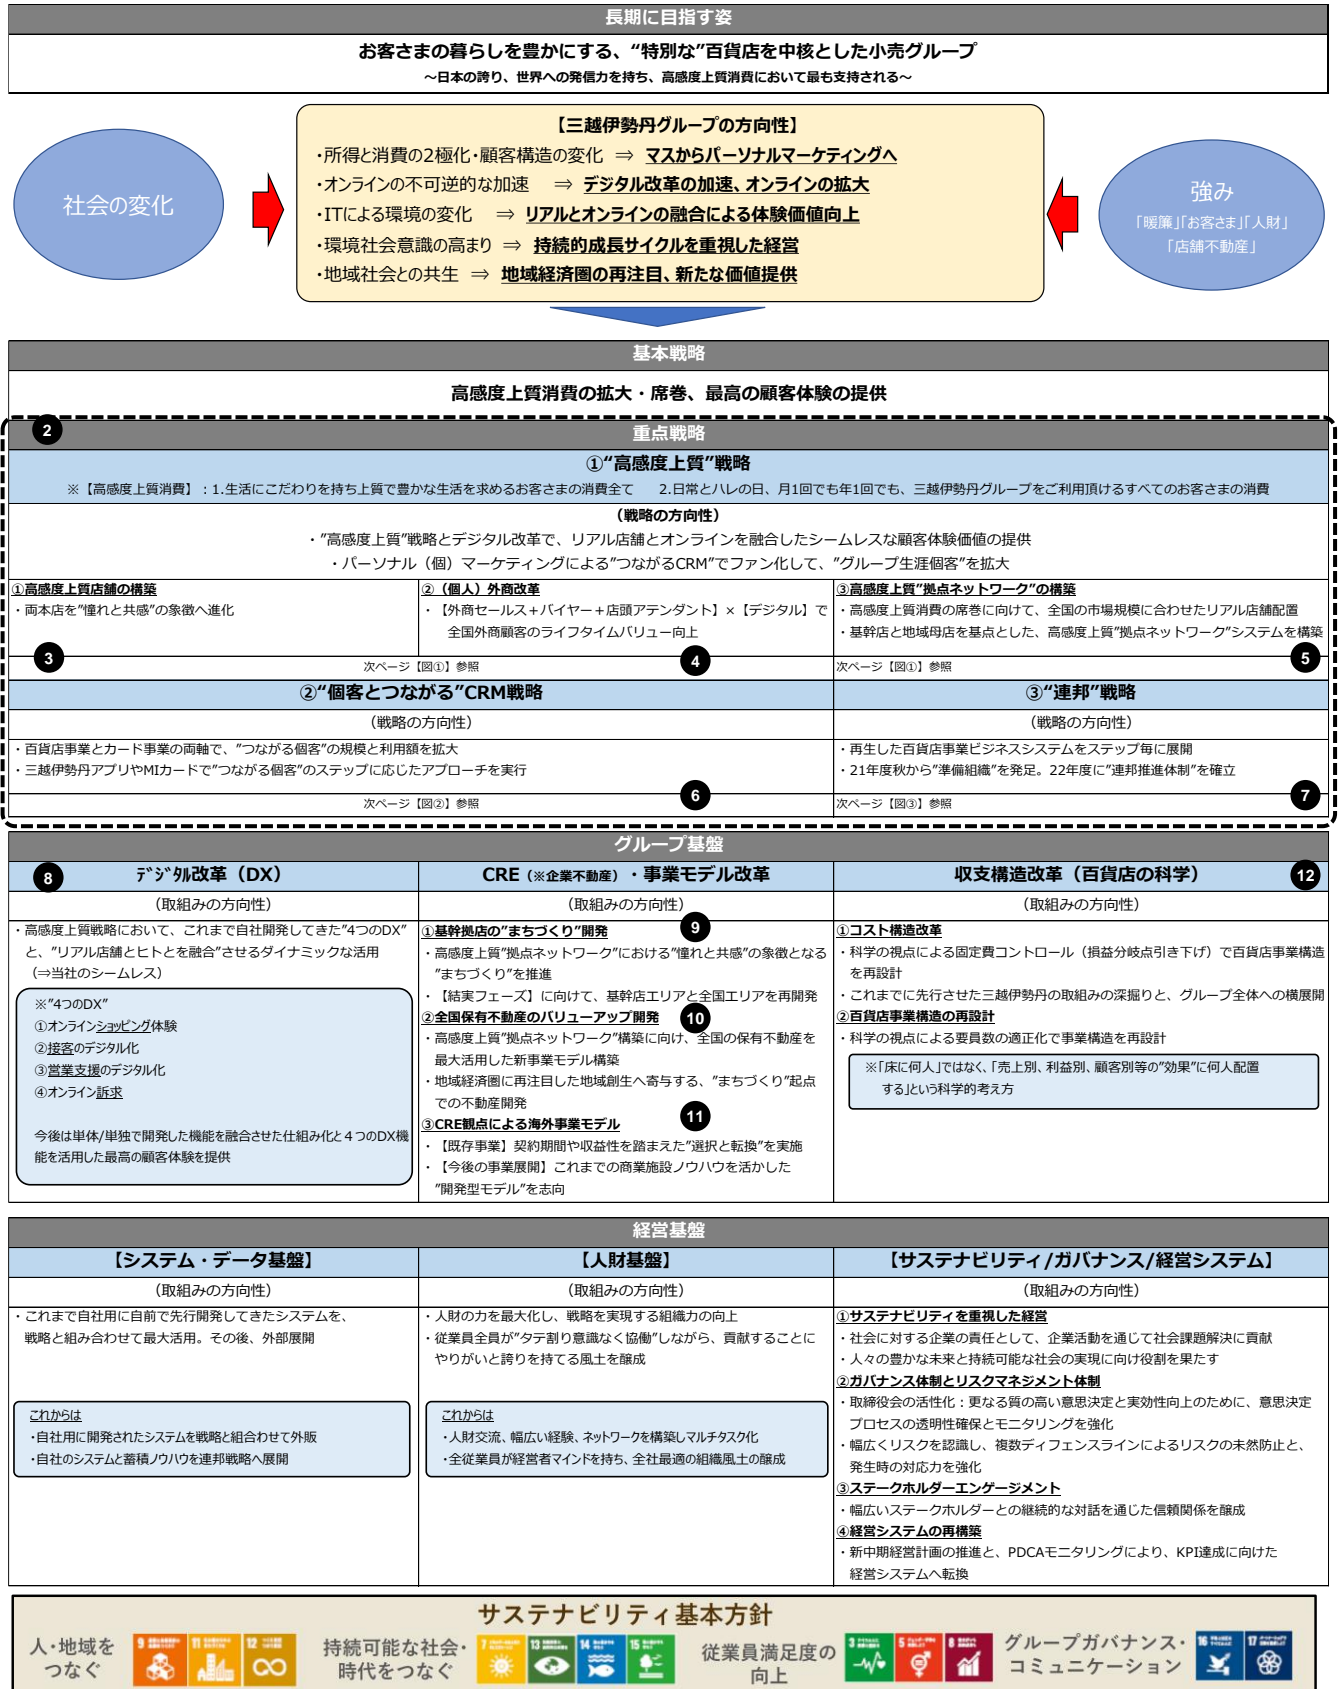 長期に目指す姿
お客さまの暮らしを豊かにする、“特別な”百貨店を中核とした小売グループ
～日本の誇り、世界への発信力を持ち、高感度上質消費において最も支持される～
社会の変化
【三越伊勢丹グループの方向性】
・所得と消費の2極化・顧客構造の変化 ⇒ マスからパーソナルマーケティングへ
・オンラインの不可逆的な加速 ⇒ デジタル改革の加速、オンラインの拡大
・ITによる環境の変化 ⇒ リアルとオンラインの融合による体験価値向上
・環境社会意識の高まり ⇒ 持続的成長サイクルを重視した経営
・地域社会との共生 ⇒ 地域経済圏の再注目、新たな価値提供
強み
「暖簾」「お客さま」「人財」
「店舗不動産」
基本戦略
高感度上質消費の拡大・席巻、最高の顧客体験の提供
2
重点戦略
①“高感度上質”戦略
※【高感度上質消費】：1.生活にこだわりを持ち上質で豊かな生活を求めるお客さまの消費全て 2.日常とハレの日、月1回でも年1回でも、三越伊勢丹グループをご利用頂けるすべてのお客さまの消費
（戦略の方向性）
・”高感度上質”戦略とデジタル改革で、リアル店舗とオンラインを融合したシームレスな顧客体験価値の提供
・パーソナル（個）マーケティングによる”つながるCRM”でファン化して、”グループ生涯個客”を拡大
①高感度上質店舗の構築
・両本店を”憧れと共感”の象徴へ進化
3
②（個人）外商改革
・【外商セールス＋バイヤー＋店頭アテンダント】×【デジタル】で
全国外商顧客のライフタイムバリュー向上
次ページ【図①】参照
4
③高感度上質”拠点ネットワーク”の構築
・高感度上質消費の席巻に向けて、全国の市場規模に合わせたリアル店舗配置
・基幹店と地域母店を基点とした、高感度上質”拠点ネットワーク”システムを構築
次ページ【図①】参照
5
②“個客とつながる”CRM戦略
（戦略の方向性）
・百貨店事業とカード事業の両軸で、”つながる個客”の規模と利用額を拡大
・三越伊勢丹アプリやMIカードで”つながる個客”のステップに応じたアプローチを実行
次ページ【図②】参照
6
③“連邦”戦略
（戦略の方向性）
・再生した百貨店事業ビジネスシステムをステップ毎に展開
・21年度秋から”準備組織”を発足。22年度に”連邦推進体制”を確立
次ページ【図③】参照
7
グループ基盤
8
デジタル改革（DX）
（取組みの方向性）
・高感度上質戦略において、これまで自社開発してきた”4つのDX”
と、”リアル店舗とヒトとを融合”させるダイナミックな活用
（⇒当社のシームレス）
※”4つのDX”
①オンラインショッピング体験
②接客のデジタル化
③営業支援のデジタル化
④オンライン訴求
今後は単体/単独で開発した機能を融合させた仕組み化と４つのDX機
能を活用した最高の顧客体験を提供
CRE（※企業不動産）・事業モデル改革
（取組みの方向性）
9
①基幹拠店の”まちづくり”開発
・高感度上質”拠点ネットワーク”における”憧れと共感”の象徴となる
”まちづくり”を推進
・【結実フェーズ】に向けて、基幹店エリアと全国エリアを再開発
②全国保有不動産のバリューアップ開発
10
・高感度上質”拠点ネットワーク”構築に向け、全国の保有不動産を
最大活用した新事業モデル構築
・地域経済圏に再注目した地域創生へ寄与する、”まちづくり”起点
での不動産開発
③CRE観点による海外事業モデル
11
・【既存事業】契約期間や収益性を踏まえた”選択と転換”を実施
・【今後の事業展開】これまでの商業施設ノウハウを活かした
”開発型モデル”を志向
収支構造改革（百貨店の科学）
12
（取組みの方向性）
①コスト構造改革
・科学の視点による固定費コントロール（損益分岐点引き下げ）で百貨店事業構造
を再設計
・これまでに先行させた三越伊勢丹の取組みの深掘りと、グループ全体への横展開
②百貨店事業構造の再設計
・科学の視点による要員数の適正化で事業構造を再設計
※「床に何人」ではなく、「売上別、利益別、顧客別等の”効果”に何人配置
する」という科学的考え方
経営基盤
【システム・データ基盤】
（取組みの方向性）
・これまで自社用に自前で先行開発してきたシステムを、
戦略と組み合わせて最大活用。その後、外部展開
これからは
・自社用に開発されたシステムを戦略と組合わせて外販
・自社のシステムと蓄積ノウハウを連邦戦略へ展開
【人財基盤】
（取組みの方向性）
・人財の力を最大化し、戦略を実現する組織力の向上
・従業員全員が”タテ割り意識なく協働”しながら、貢献することに
やりがいと誇りを持てる風土を醸成
これからは
・人財交流、幅広い経験、ネットワークを構築しマルチタスク化
・全従業員が経営者マインドを持ち、全社最適の組織風土の醸成
【サステナビリティ/ガバナンス/経営システム】
（取組みの方向性）
①サステナビリティを重視した経営
・社会に対する企業の責任として、企業活動を通じて社会課題解決に貢献
・人々の豊かな未来と持続可能な社会の実現に向け役割を果たす
②ガバナンス体制とリスクマネジメント体制
・取締役会の活性化：更なる質の高い意思決定と実効性向上のために、意思決定
プロセスの透明性確保とモニタリングを強化
・幅広くリスクを認識し、複数ディフェンスラインによるリスクの未然防止と、
発生時の対応力を強化
③ステークホルダーエンゲージメント
・幅広いステークホルダーとの継続的な対話を通じた信頼関係を醸成
④経営システムの再構築
・新中期経営計画の推進と、PDCAモニタリングにより、KPI達成に向けた
経営システムへ転換
サステナビリティ基本方針
人・地域を
つなぐ
9
11
12
持続可能な社会・
時代をつなぐ
7
13
14
15
従業員満足度の
向上
3
5
8
グループガバナンス・
コミュニケーション
16
17